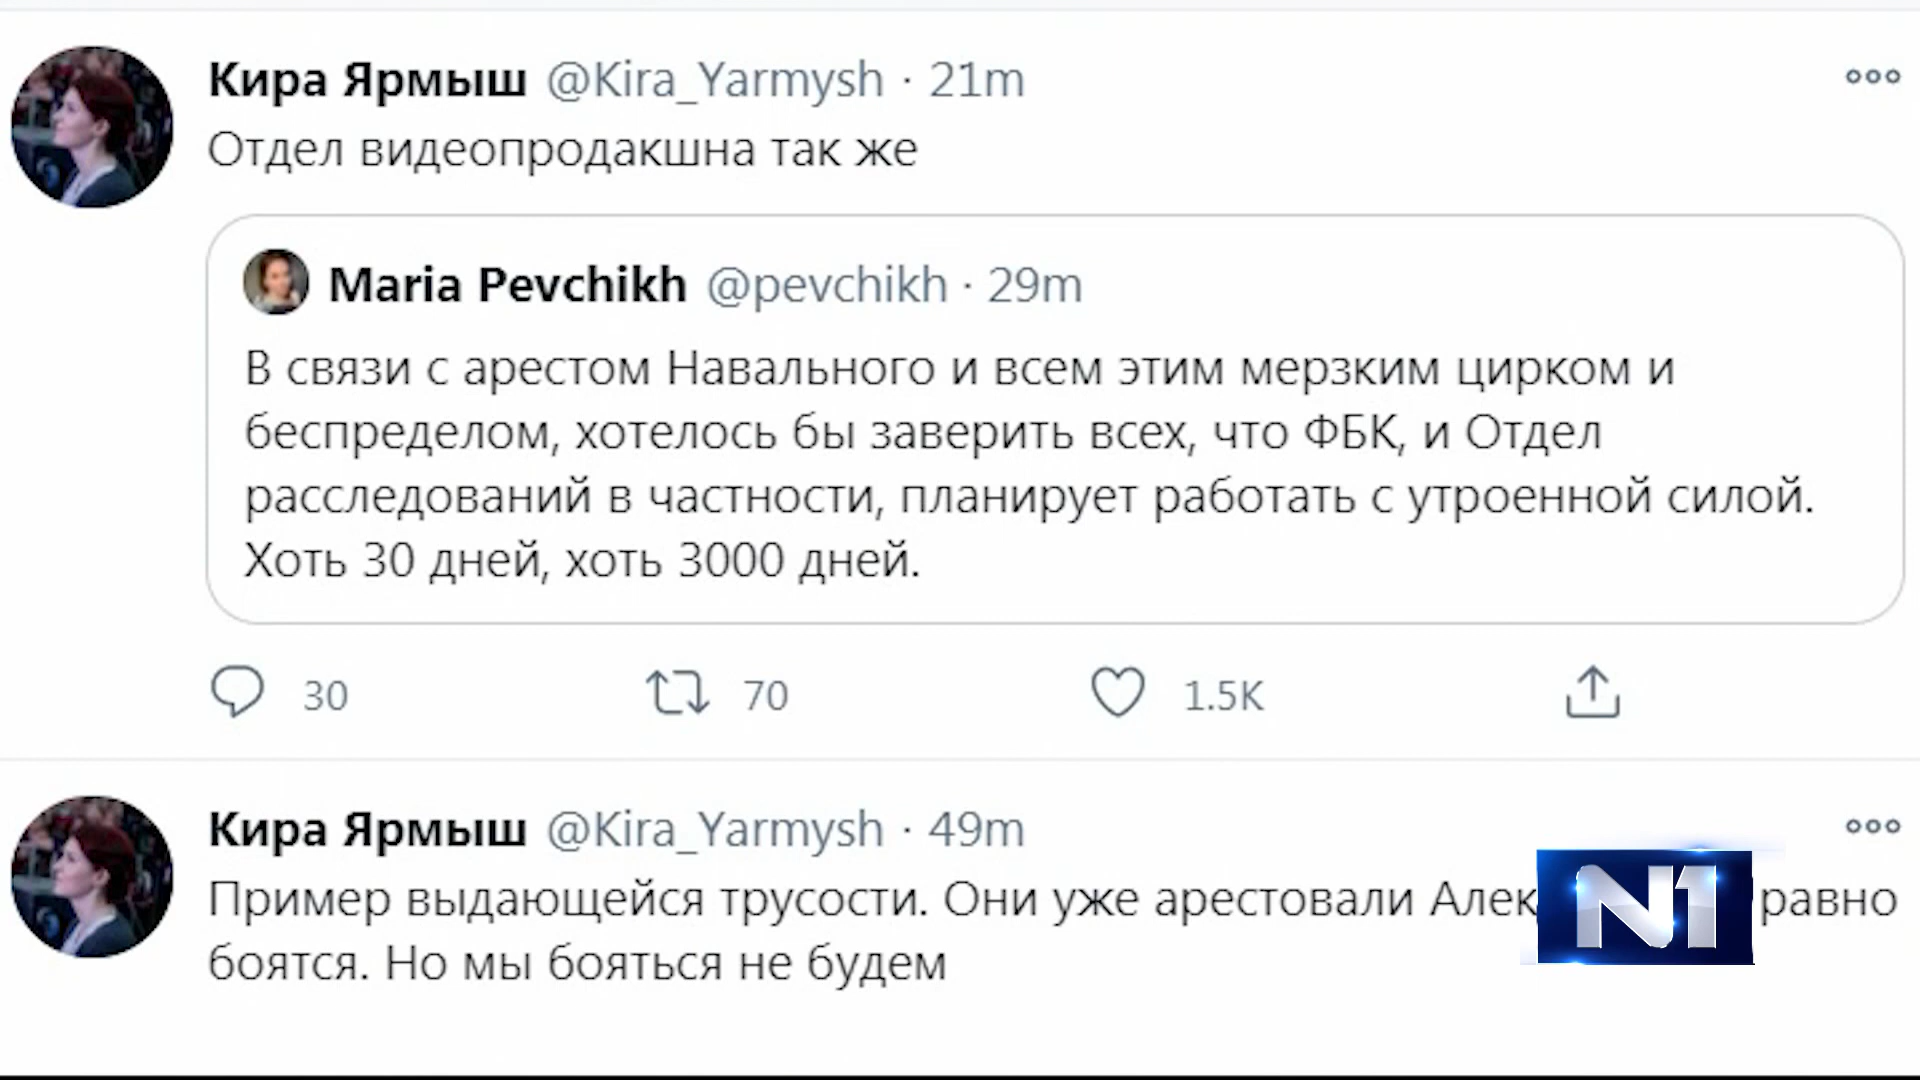 Кира Ярмыш @Kira_Yarmysh · 21m
Отдел видеопродакшна так же
Maria Pevchikh @pevchikh · 29m
В связи с арестом Навального и всем этим мерзким цирком и
беспределом, хотелось бы заверить всех, что ФБК, и Отдел
расследований в частности, планирует работать с утроенной силой.
Хоть 30 дней, хоть 3000 дней.
30 70 1.5K
Кира Ярмыш @Kira_Yarmysh · 49m
Пример выдающейся трусости. Они уже арестовали N1 равно
боятся. Но мы бояться не будем